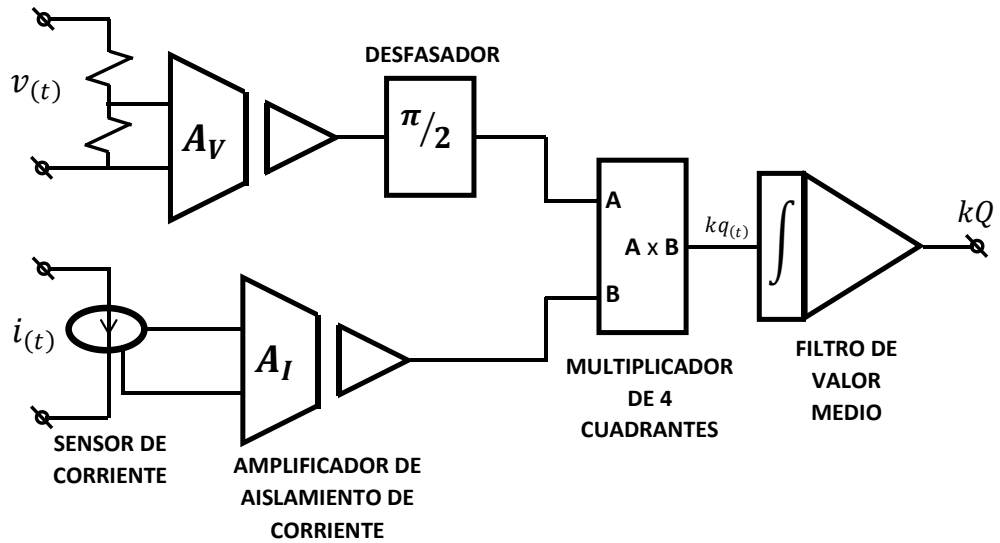 DESFASADOR
v(t)
A_V
π/2
A
A x B
B
kq(t)
∫
kQ
i(t)
A_I
SENSOR DE
CORRIENTE
AMPLIFICADOR DE
AISLAMIENTO DE
CORRIENTE
MULTIPLICADOR
DE 4
CUADRANTES
FILTRO DE
VALOR
MEDIO